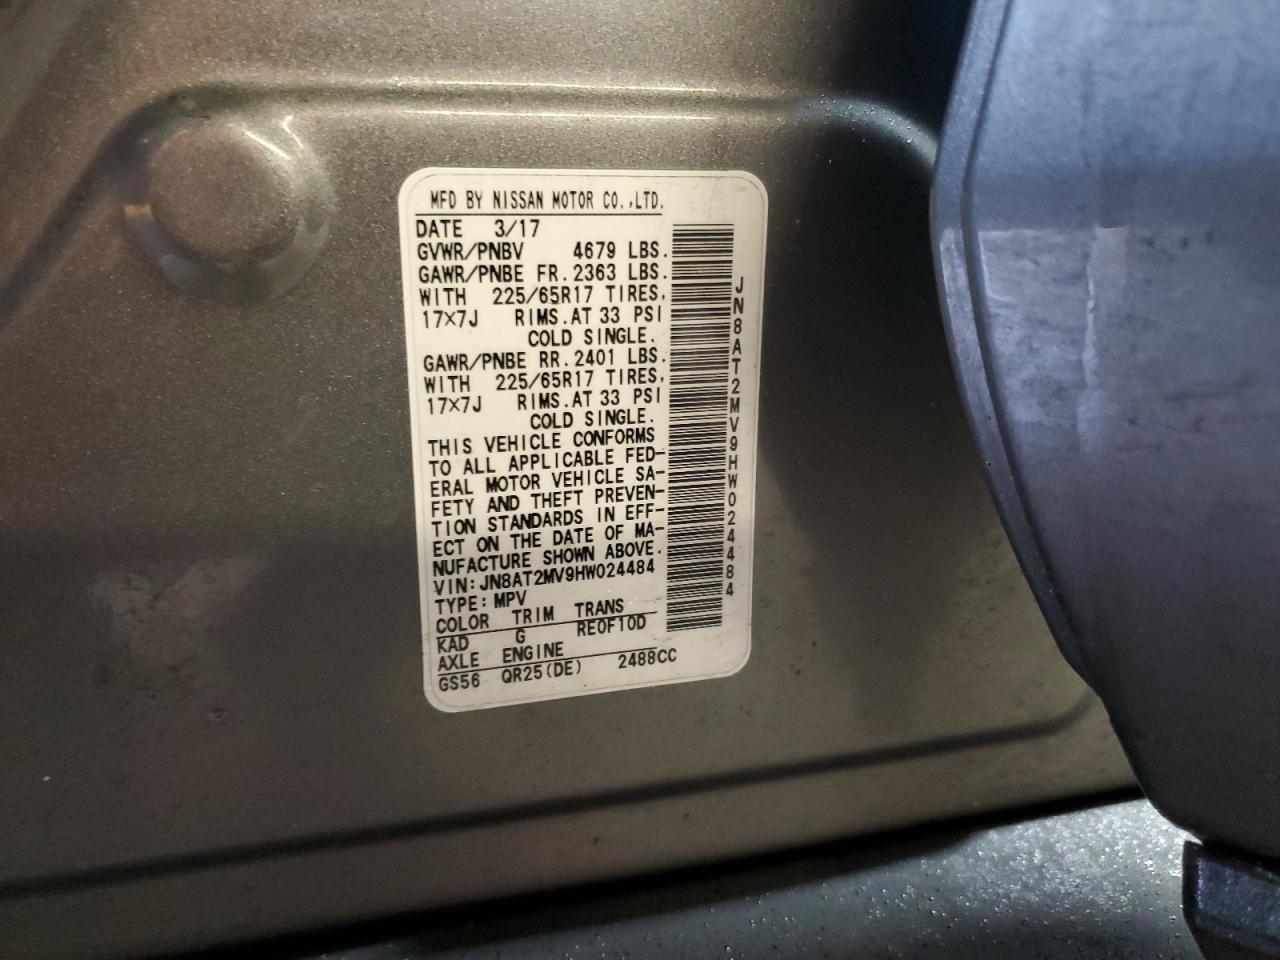 MFD BY NISSAN MOTOR CO.,LTD.
DATE 3/17
GVWR/PNBV 4679 LBS.
GAWR/PNBE FR.2363 LBS.
WITH 225/65R17 TIRES,
17×7J RIMS.AT 33 PSI
COLD SINGLE.
GAWR/PNBE RR.2401 LBS.
WITH 225/65R17 TIRES,
17×7J RIMS.AT 33 PSI
COLD SINGLE.
THIS VEHICLE CONFORMS
TO ALL APPLICABLE FED-
ERAL MOTOR VEHICLE SA-
FETY AND THEFT PREVEN-
TION STANDARDS IN EFF-
ECT ON THE DATE OF MA-
NUFACTURE SHOWN ABOVE.
VIN:JN8AT2MV9HW024484
TYPE:MPV
COLOR TRIM TRANS
KAD G RE0F10D
AXLE ENGINE
GS56 QR25(DE) 2488CC
JN8AT2MV9HW024484